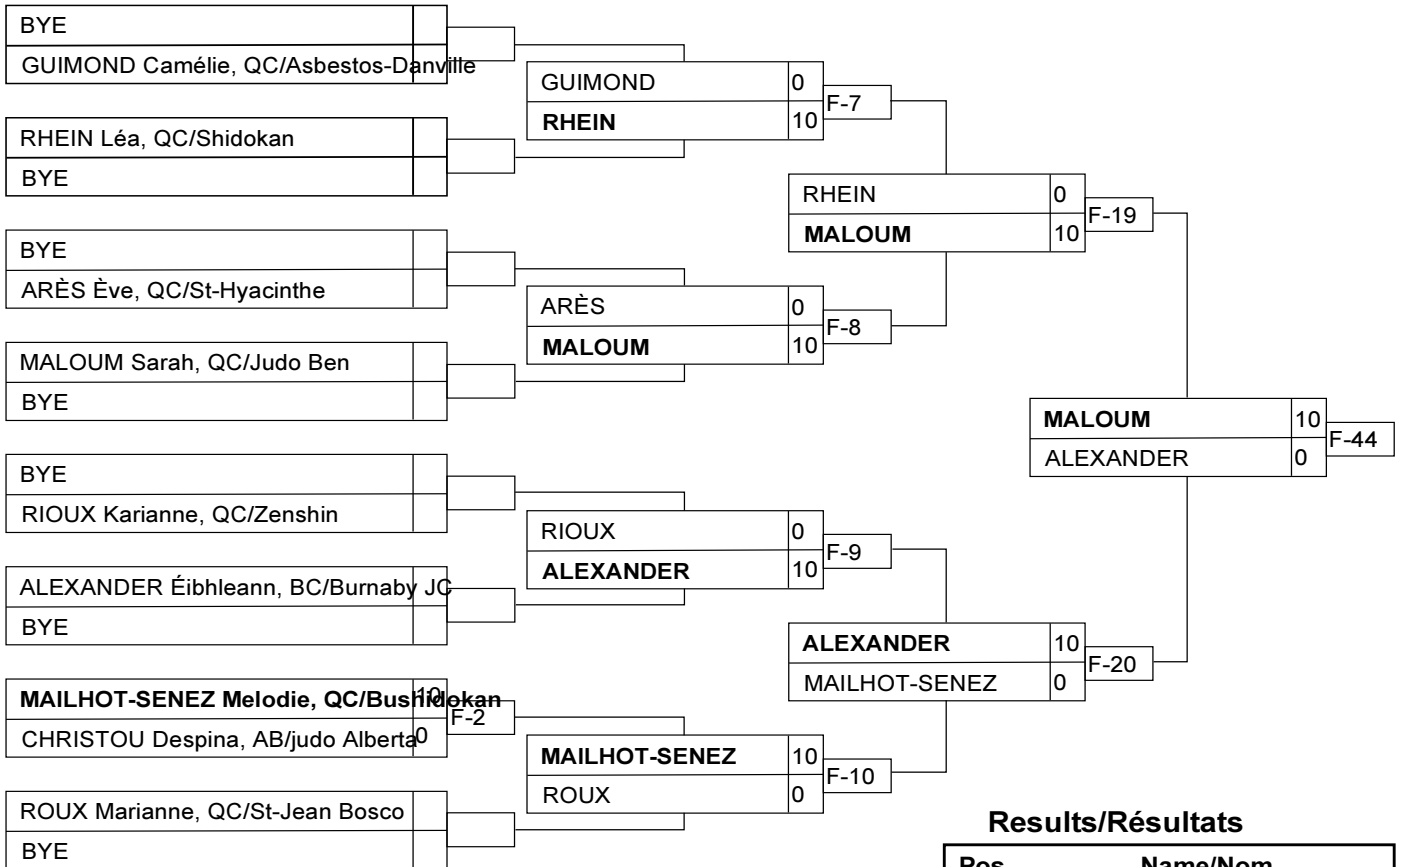 BYE
GUIMOND Camélie, QC/Asbestos-Danville
RHEIN Léa, QC/Shidokan
BYE
BYE
ARÈS Ève, QC/St-Hyacinthe
MALOUM Sarah, QC/Judo Ben
BYE
BYE
RIOUX Karianne, QC/Zenshin
ALEXANDER Éibhleann, BC/Burnaby JC
BYE
MAILHOT-SENEZ Melodie, QC/Bushidokan 10
CHRISTOU Despina, AB/judo Alberta 0
F-2
ROUX Marianne, QC/St-Jean Bosco
BYE
GUIMOND 0
RHEIN 10
F-7
ARÈS 0
MALOUM 10
F-8
RIOUX 0
ALEXANDER 10
F-9
MAILHOT-SENEZ 10
ROUX 0
F-10
RHEIN 0
MALOUM 10
F-19
ALEXANDER 10
MAILHOT-SENEZ 0
F-20
MALOUM 10
ALEXANDER 0
F-44
Results/Résultats
Pos Name/Nom